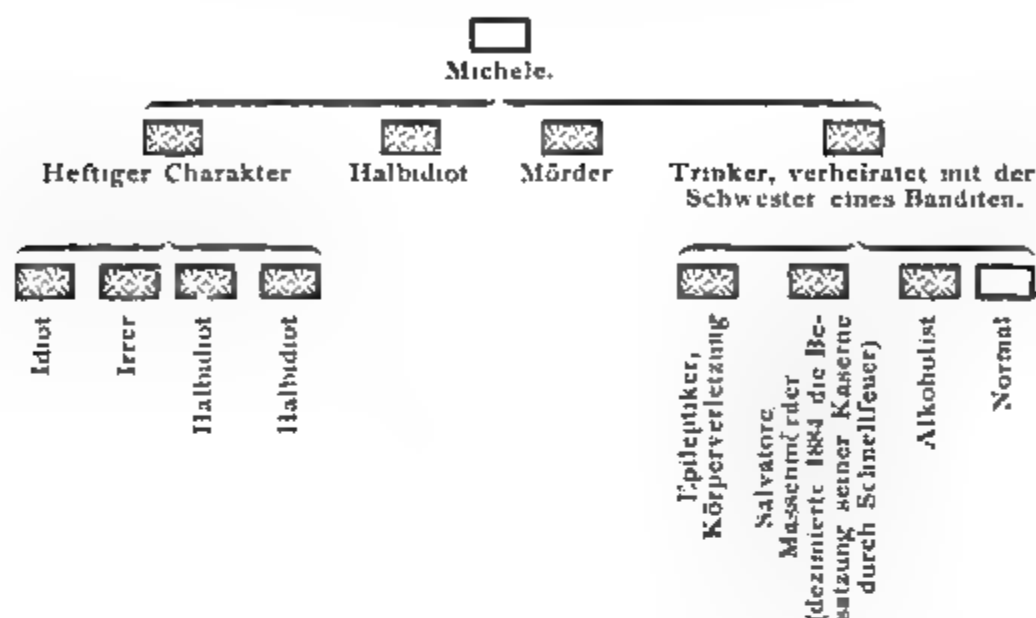 Michele.
Heftiger Charakter
Halbidiot
Mörder
Trinker, verheiratet mit der
Schwester eines Banditen.
Idiot
Irrer
Halbidiot
Halbidiot
Epileptiker,
Körperverletzung
Salvatore
Massenmörder
(dezimierte 1884 die Be-
satzung seiner Kaserne
durch Schnellfeuer)
Alkoholist
Normal